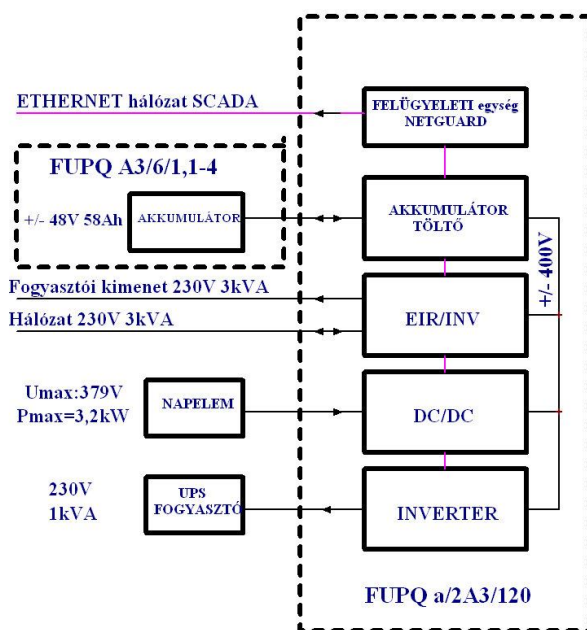 ETHERNET hálózat SCADA
FELÜGYELETI egység
NETGUARD
FUPQ A3/6/1,1-4
+/- 48V 58Ah
AKKUMULÁTOR
AKKUMULÁTOR
TÖLTŐ
+/- 400V
Fogyasztói kimenet 230V 3kVA
Hálózat 230V 3kVA
EIR/INV
Umax:379V
Pmax=3,2kW
NAPELEM
DC/DC
230V
1kVA
UPS
FOGYASZTÓ
INVERTER
FUPQ a/2A3/120